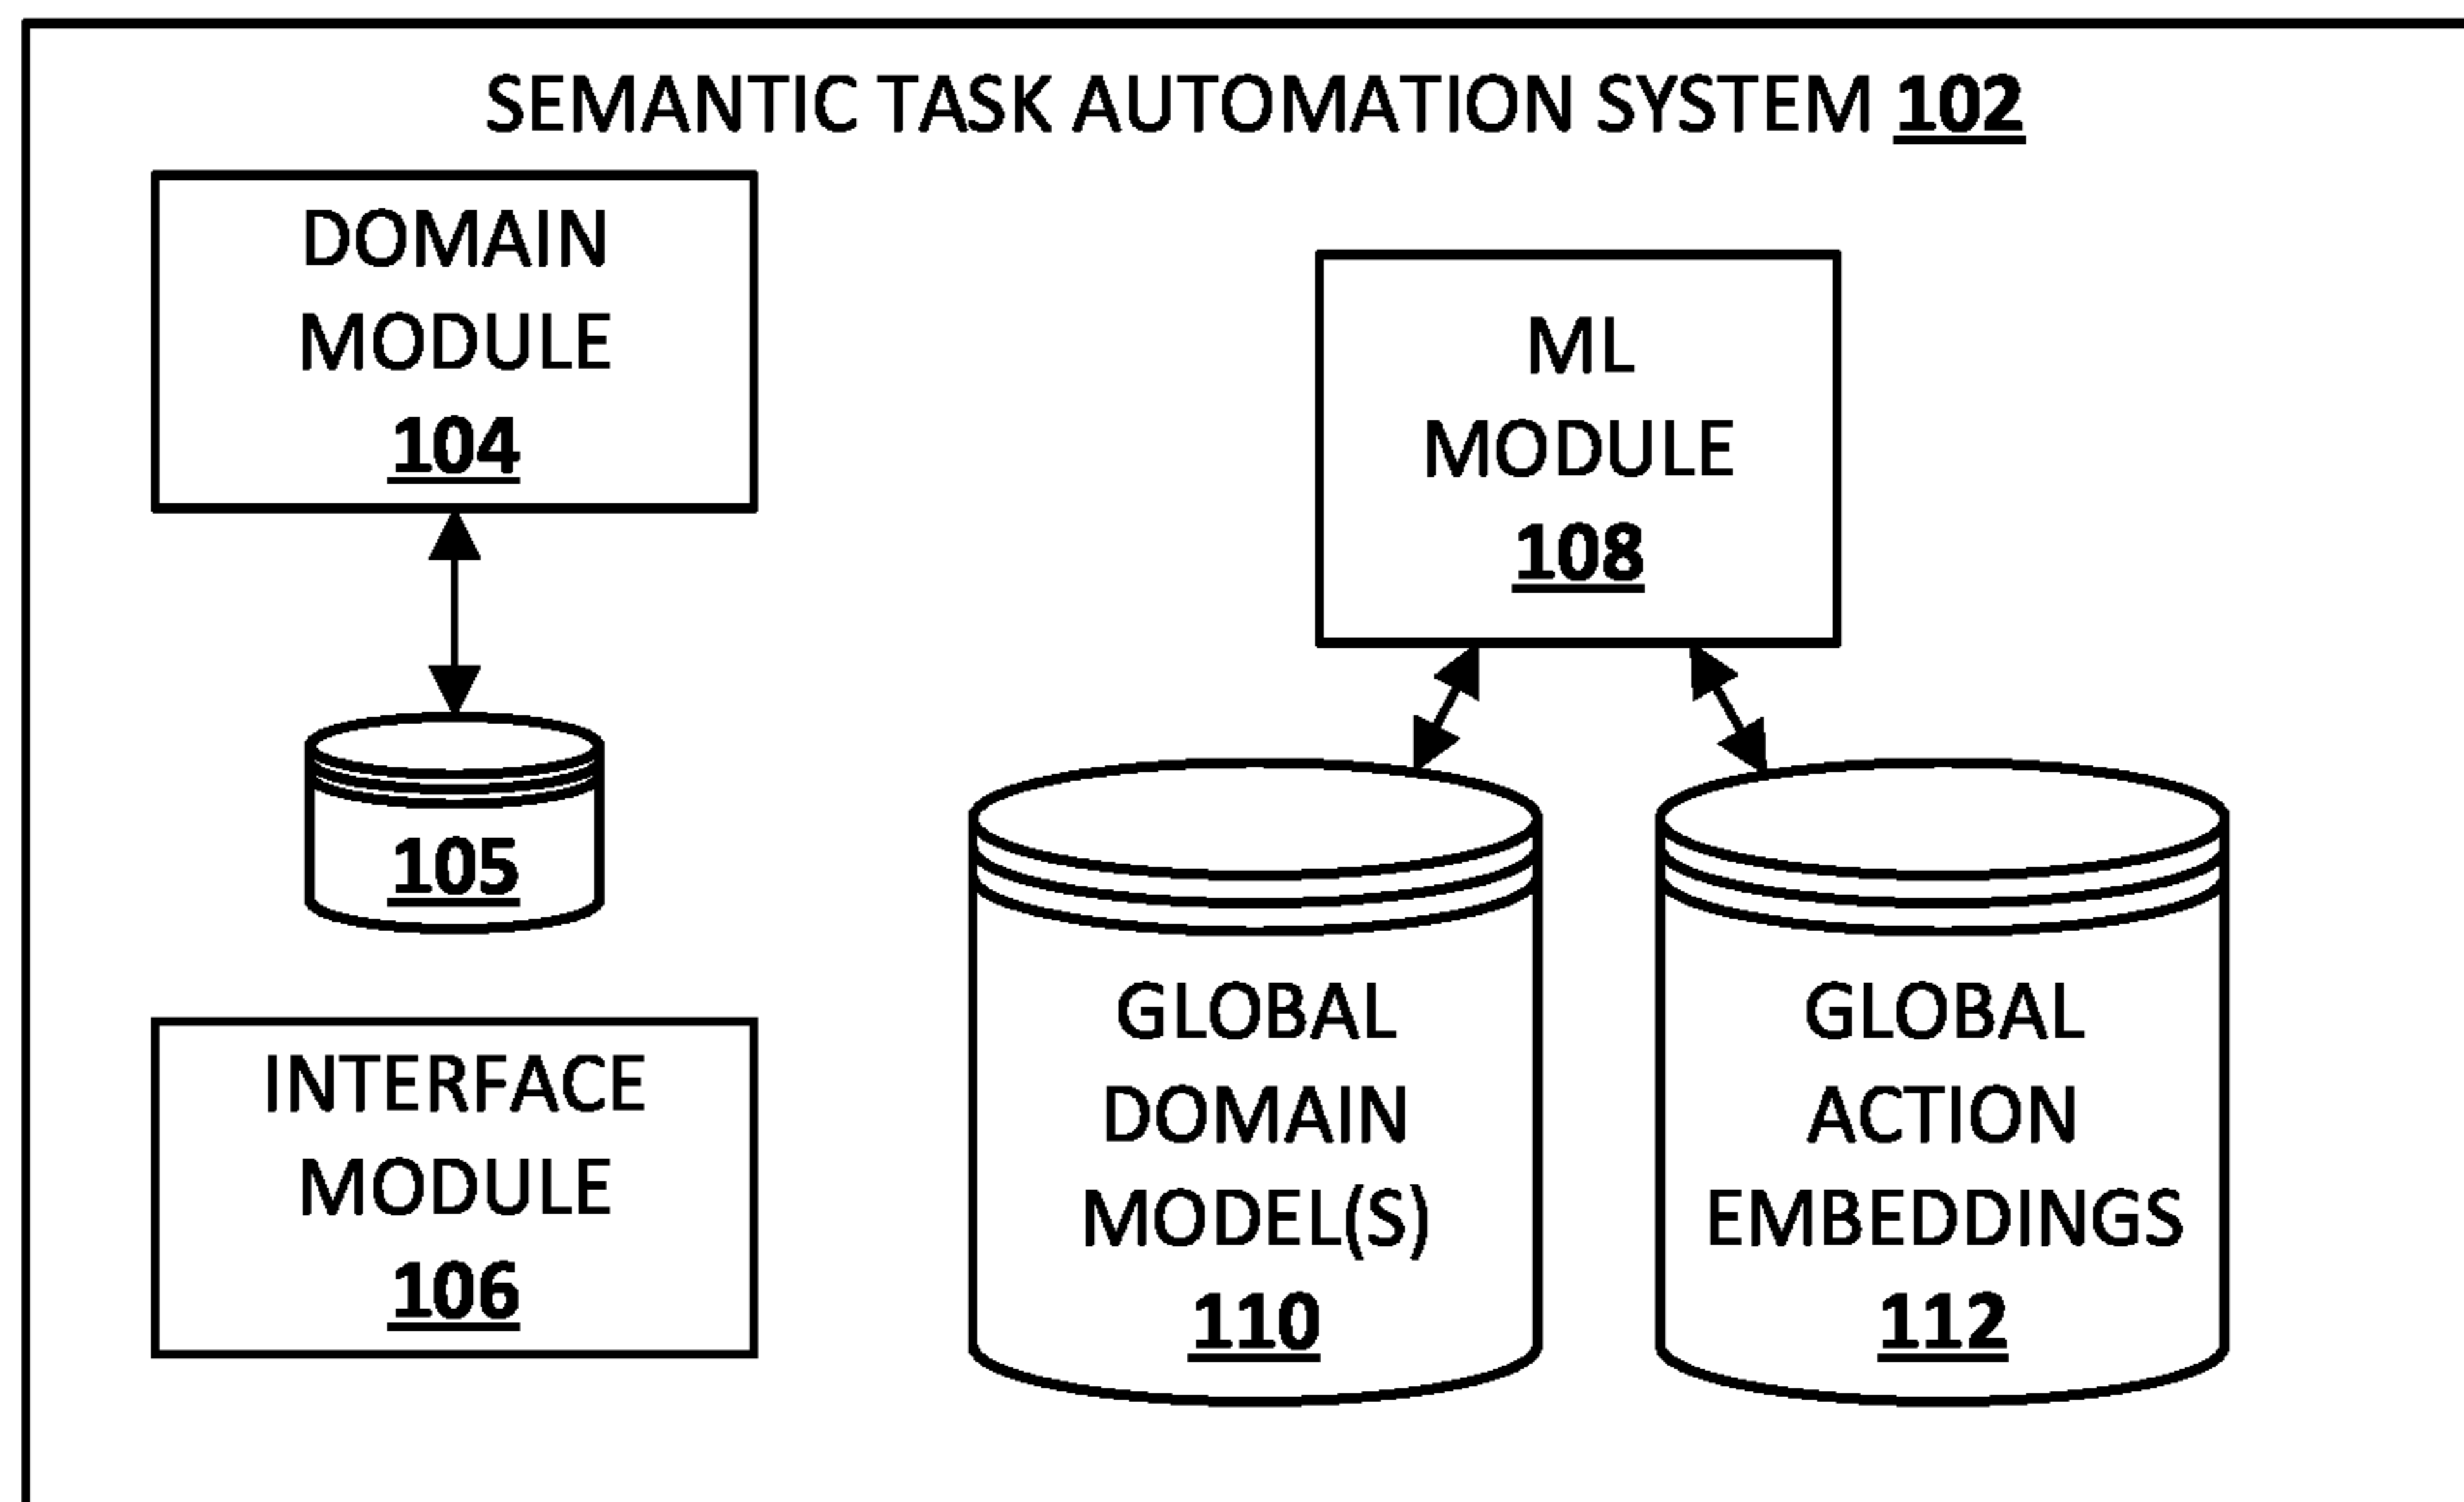 SEMANTIC TASK AUTOMATION SYSTEM 102
DOMAIN
MODULE
104
105
INTERFACE
MODULE
106
ML
MODULE
108
GLOBAL
DOMAIN
MODEL(S)
110
GLOBAL
ACTION
EMBEDDINGS
112